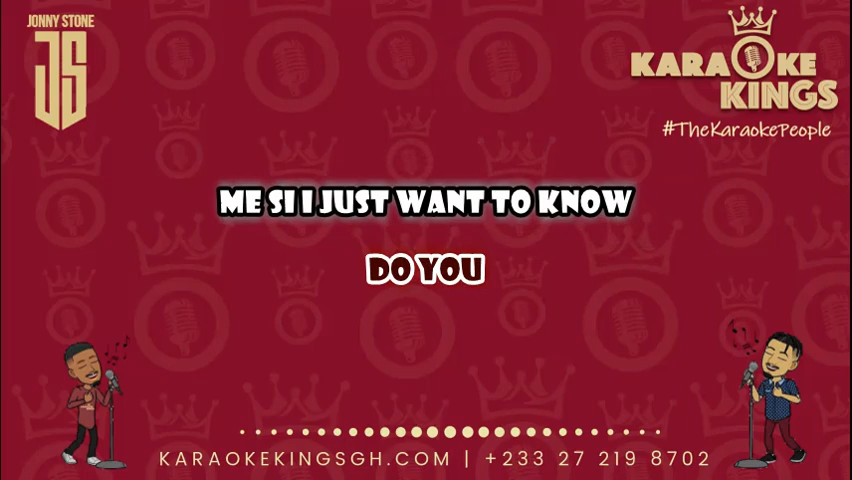 JONNY STONE
JS
KARAOKE
KINGS
#TheKaraokePeople
ME SI I JUST WANT TO KNOW
DO YOU
KARAOKEKINGSGH.COM | +233 27 219 8702